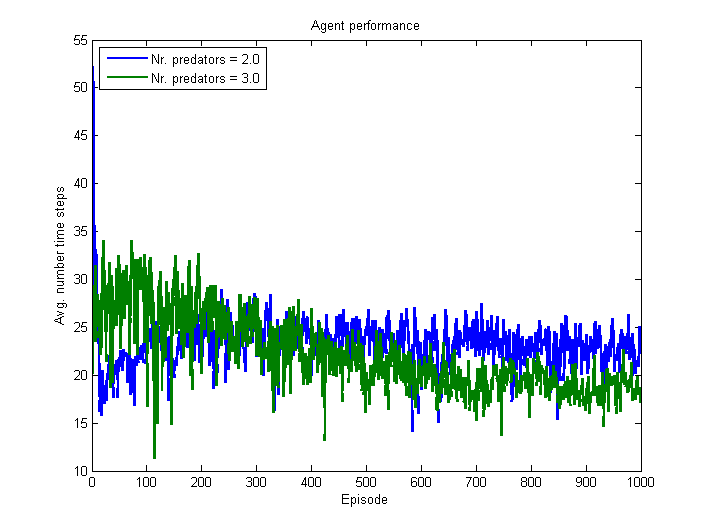 Agent performance
55
50
45
40
35
30
25
20
15
10
Avg. number time steps
Nr. predators = 2.0
Nr. predators = 3.0
0 100 200 300 400 500 600 700 800 900 1000
Episode